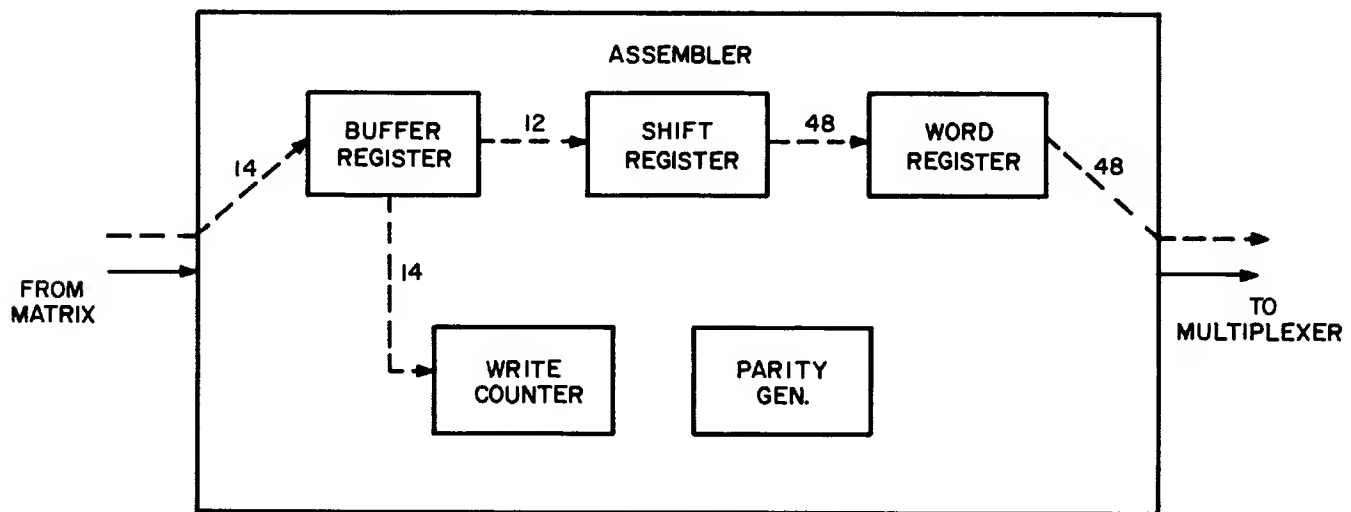 ASSEMBLER
BUFFER
REGISTER
12
SHIFT
REGISTER
48
WORD
REGISTER
14
48
14
FROM
MATRIX
TO
MULTIPLEXER
WRITE
COUNTER
PARITY
GEN.